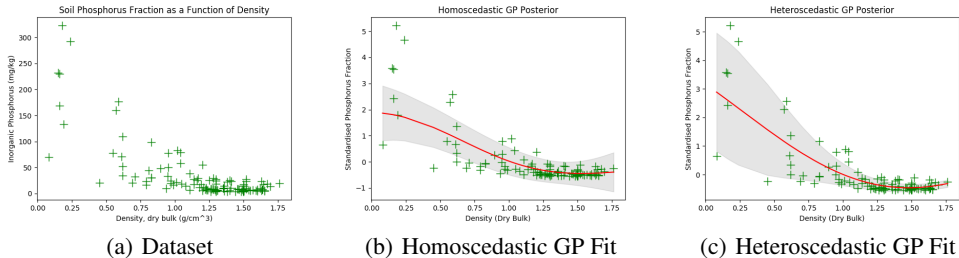 Soil Phosphorus Fraction as a Function of Density
Inorganic Phosphorus (mg/kg)
300
250
200
150
100
50
0
0.00 0.25 0.50 0.75 1.00 1.25 1.50 1.75
Density, dry bulk (g/cm^3)
(a) Dataset
Homoscedastic GP Posterior
Standardised Phosphorus Fraction
5
4
3
2
1
0
−1
0.00 0.25 0.50 0.75 1.00 1.25 1.50 1.75
Density (Dry Bulk)
(b) Homoscedastic GP Fit
Heteroscedastic GP Posterior
Standardised Phosphorus Fraction
5
4
3
2
1
0
0.00 0.25 0.50 0.75 1.00 1.25 1.50 1.75
Density (Dry Bulk)
(c) Heteroscedastic GP Fit